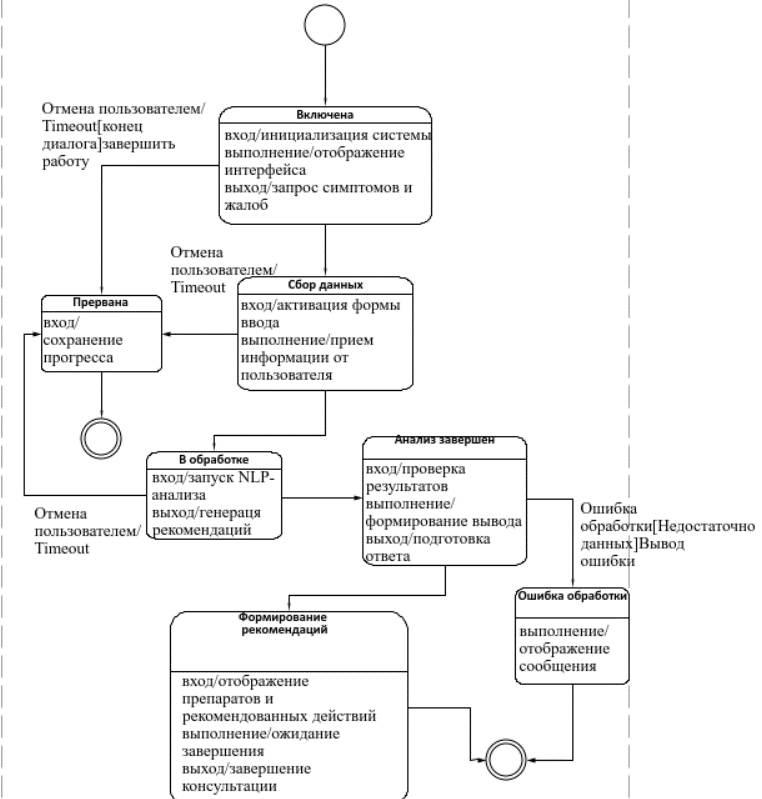 Отмена пользователем/
Timeout[конец
диалога]завершить
работу
Включена
вход/инициализация системы
выполнение/отображение
интерфейса
выход/запрос симптомов и
жалоб
Отмена
пользователем/
Timeout
Сбор данных
вход/активация формы
ввода
выполнение/прием
информации от
пользователя
Прервана
вход/
сохранение
прогресса
В обработке
вход/запуск NLP-
анализа
выход/генераця
рекомендаций
Отмена
пользователем/
Timeout
Анализ завершен
вход/проверка
результатов
выполнение/
формирование вывода
выход/подготовка
ответа
Ошибка
обработки[Недостаточно
данных]Вывод
ошибки
Ошибка обработки
выполнение/
отображение
сообщения
Формирование
рекомендаций
вход/отображение
препаратов и
рекомендованных действий
выполнение/ожидание
завершения
выход/завершение
консультации